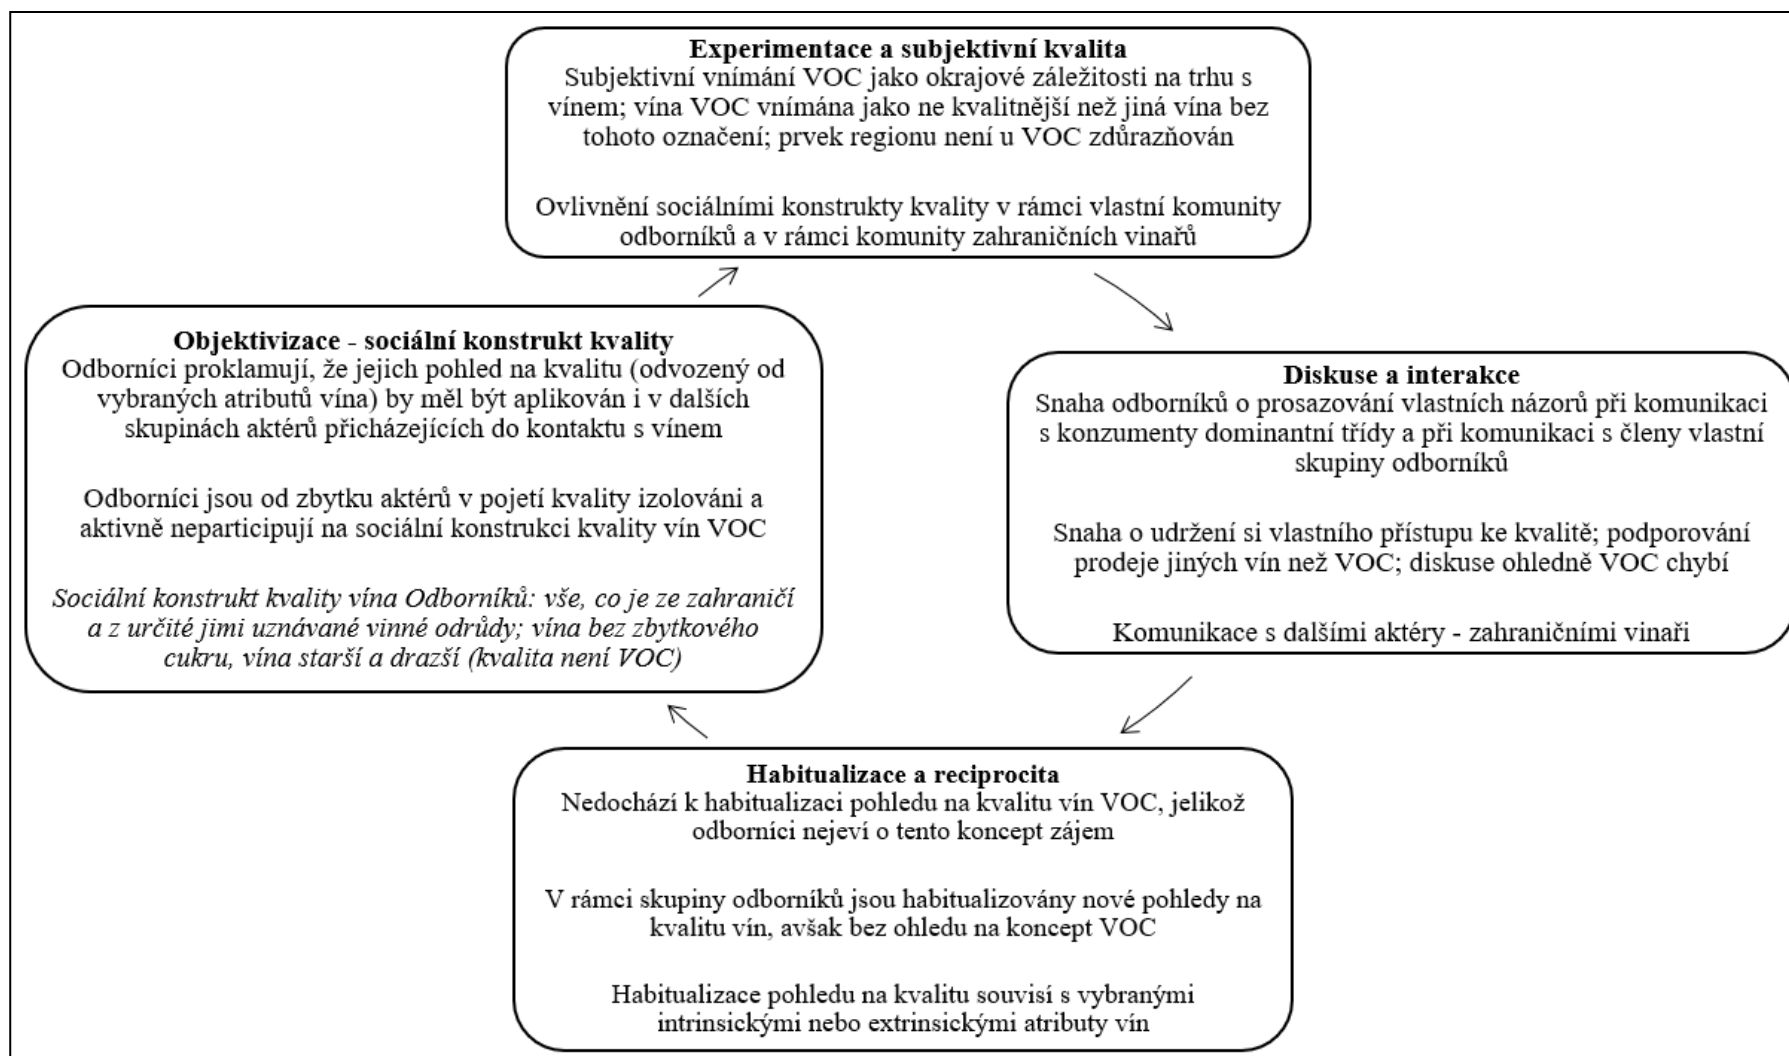 Experimentace a subjektivní kvalita
Subjektivní vnímání VOC jako okrajové záležitosti na trhu s
vínem; vína VOC vnímána jako ne kvalitnější než jiná vína bez
tohoto označení; prvek regionu není u VOC zdůrazňován
Ovlivnění sociálními konstrukty kvality v rámci vlastní komunity
odborníků a v rámci komunity zahraničních vinařů
Diskuse a interakce
Snaha odborníků o prosazování vlastních názorů při komunikaci
s konzumenty dominantní třídy a při komunikaci s členy vlastní
skupiny odborníků
Snaha o udržení si vlastního přístupu ke kvalitě; podporování
prodeje jiných vín než VOC; diskuse ohledně VOC chybí
Komunikace s dalšími aktéry - zahraničními vinaři
Habitualizace a reciprocita
Nedochází k habitualizaci pohledu na kvalitu vín VOC, jelikož
odborníci nejeví o tento koncept zájem
V rámci skupiny odborníků jsou habitualizovány nové pohledy na
kvalitu vín, avšak bez ohledu na koncept VOC
Habitualizace pohledu na kvalitu souvisí s vybranými
intrinsickými nebo extrinsickými atributy vín
Objektivizace - sociální konstrukt kvality
Odborníci proklamují, že jejich pohled na kvalitu (odvozený od
vybraných atributů vína) by měl být aplikován i v dalších
skupinách aktérů přicházejících do kontaktu s vínem
Odborníci jsou od zbytku aktérů v pojetí kvality izolováni a
aktivně neparticipují na sociální konstrukci kvality vín VOC
Sociální konstrukt kvality vína Odborníků: vše, co je ze zahraničí
a z určité jimi uznávané vinné odrůdy; vína bez zbytkového
cukru, vína starší a drazší (kvalita není VOC)